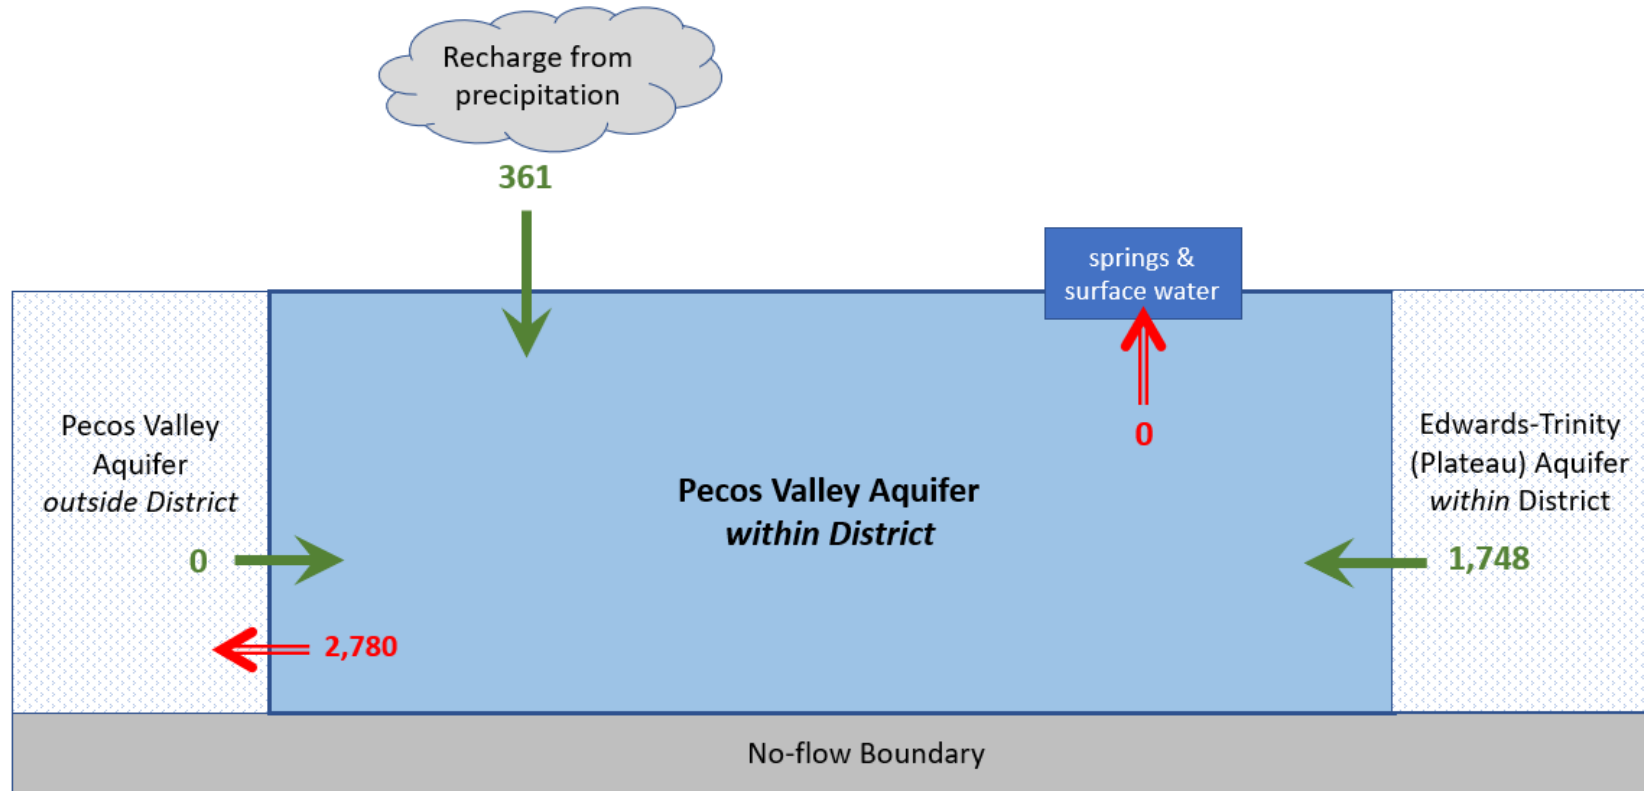 Recharge from
precipitation
361
springs &
surface water
0
Pecos Valley
Aquifer
outside District
0
2,780
Pecos Valley Aquifer
within District
Edwards-Trinity
(Plateau) Aquifer
within District
1,748
No-flow Boundary